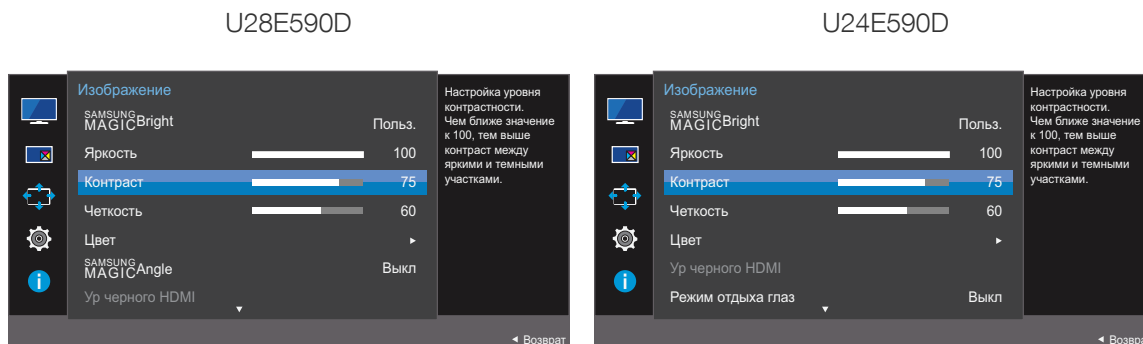 U28E590D
Изображение
SAMSUNG
MAGICBright Польз.
Яркость 100
Контраст 75
Четкость 60
Цвет
SAMSUNG
MAGICAngle Выкл
Ур черного HDMI
Настройка уровня
контрастности.
Чем ближе значение
к 100, тем выше
контраст между
яркими и темными
участками.
Возврат
U24E590D
Изображение
SAMSUNG
MAGICBright Польз.
Яркость 100
Контраст 75
Четкость 60
Цвет
Ур черного HDMI
Режим отдыха глаз Выкл
Настройка уровня
контрастности.
Чем ближе значение
к 100, тем выше
контраст между
яркими и темными
участками.
Возвра